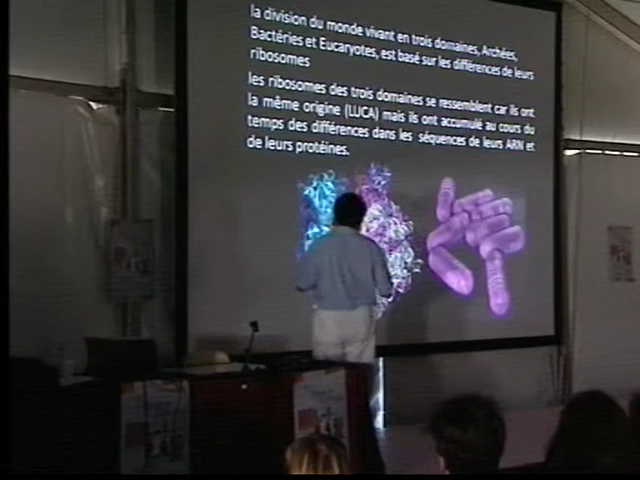 la division du monde vivant en trois domaines, Archées,
Bactéries et Eucaryotes, est basé sur les différences de leurs
ribosomes
les ribosomes des trois domaines se ressemblent car ils ont
la même origine (LUCA) mais ils ont accumulé au cours du
temps des différences dans les séquences de leurs ARN et
de leurs protéines.